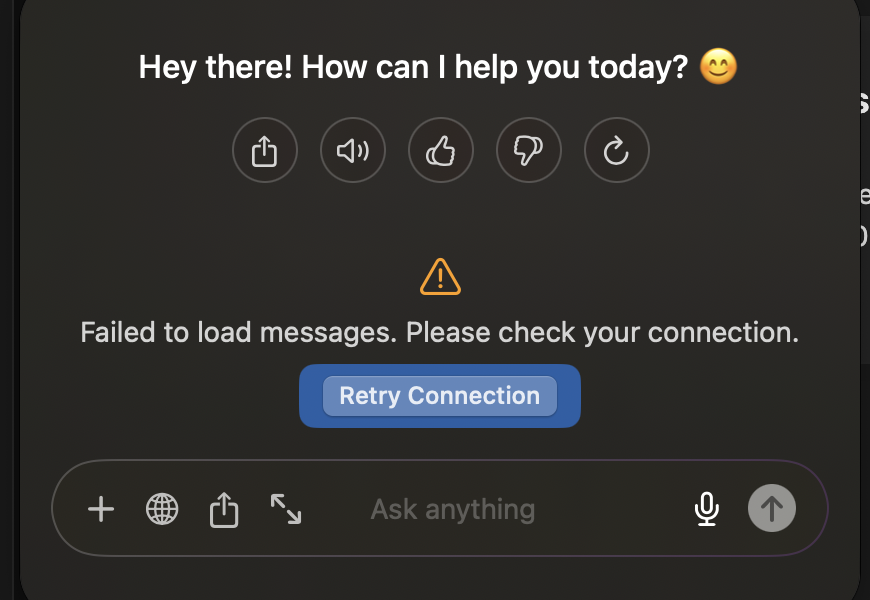 Hey there! How can I help you today? 😊
Failed to load messages. Please check your connection.
Retry Connection
Ask anything